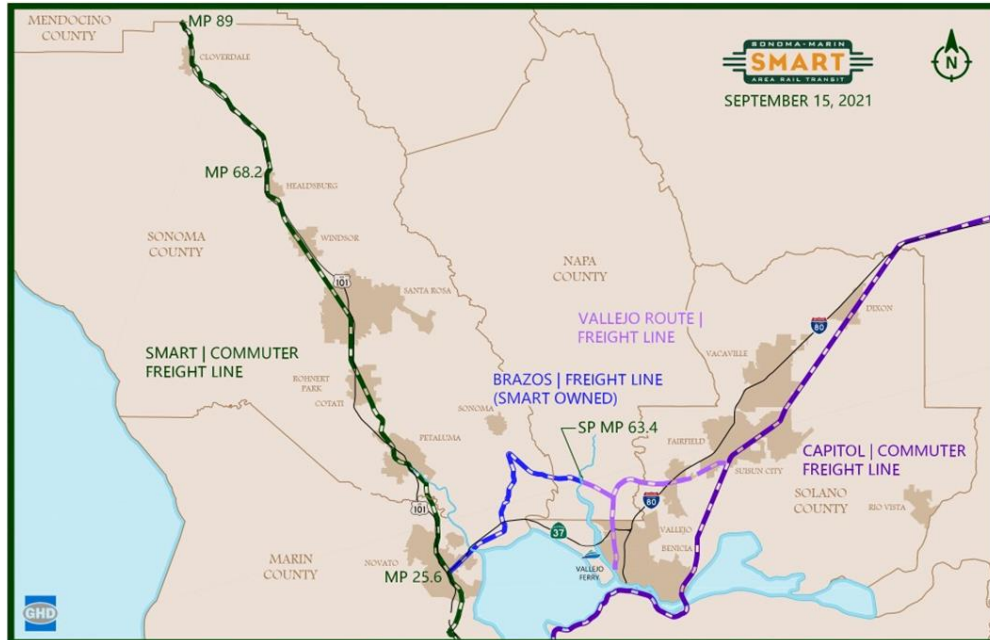 MENDOCINO
COUNTY
MP 89
CLOVERDALE
SONOMA-MARIN
SMART
AREA RAIL TRANSIT
N
SEPTEMBER 15, 2021
MP 68.2
HEALDSBURG
SONOMA
COUNTY
WINDSOR
NAPA
COUNTY
101
SANTA ROSA
DIXON
VALLEJO ROUTE |
FREIGHT LINE
80
SMART | COMMUTER
FREIGHT LINE
VACAVILLE
ROHNERT
PARK
COTATI
BRAZOS | FREIGHT LINE
(SMART OWNED)
SONOMA
SP MP 63.4
PETALUMA
FAIRFIELD
SUISUN CITY
CAPITOL | COMMUTER
FREIGHT LINE
SOLANO
COUNTY
RIO VISTA
101
80
37
VALLEJO
BENICIA
MARIN
COUNTY
NOVATO
MP 25.6
VALLEJO
FERRY
GHD